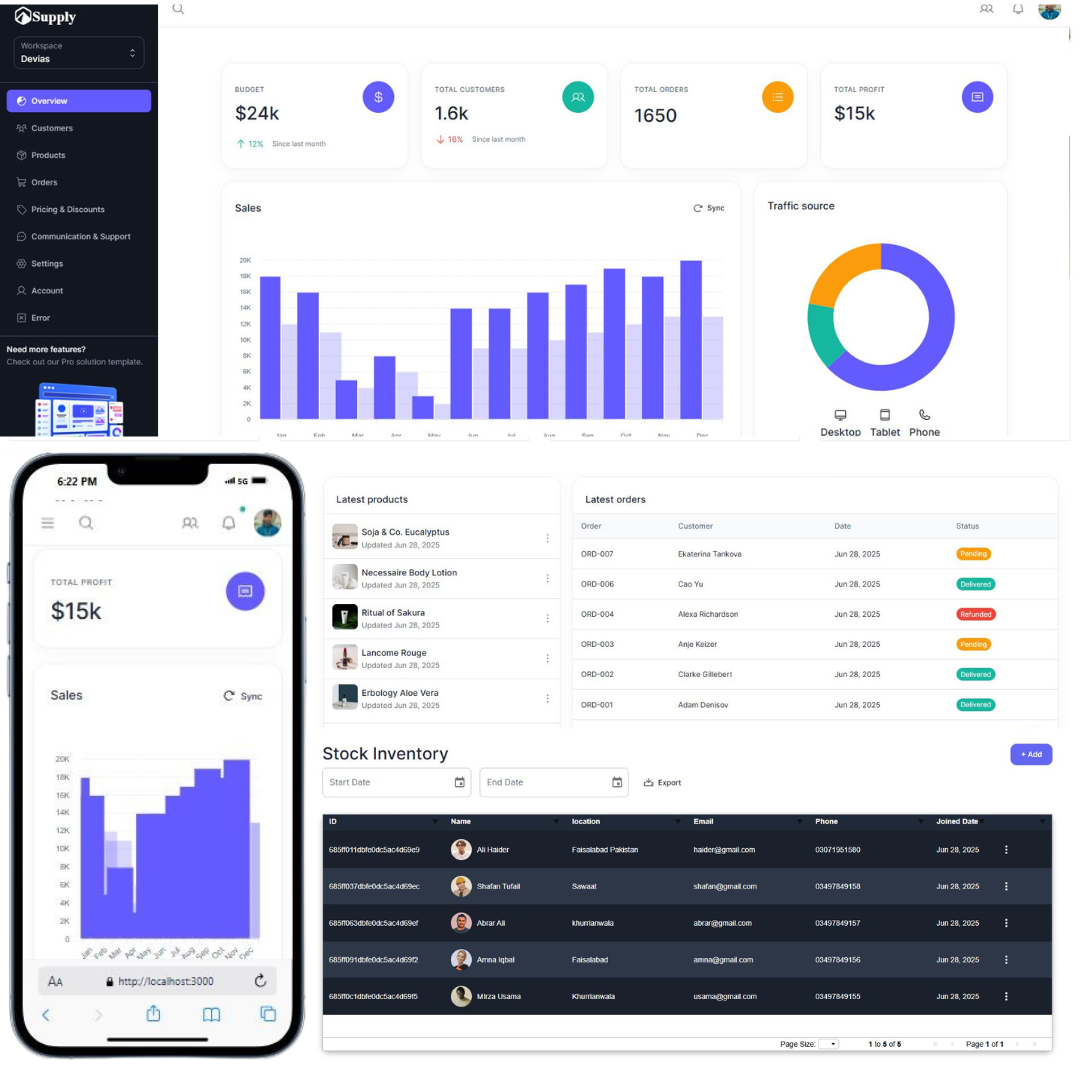 Supply
Workspace
Devias
Overview
Customers
Products
Orders
Pricing & Discounts
Communication & Support
Settings
Account
Error
Need more features?
Check out our Pro solution template.
BUDGET
$24k
12% Since last month
TOTAL CUSTOMERS
1.6k
16% Since last month
TOTAL ORDERS
1650
TOTAL PROFIT
$15k
Sales
Sync
20K
18K
16K
14K
12K
10K
8K
6K
4K
2K
0
Jan Feb Mar Apr May Jun Jul Aug Sep Oct Nov Dec
Traffic source
Desktop Tablet Phone
6:22 PM 5G
TOTAL PROFIT
$15k
Sales
Sync
20K
18K
16K
14K
12K
10K
8K
6K
4K
2K
0
Jan Feb Mar Apr May Jun Jul Aug Sep Oct Nov Dec
AA http://localhost:3000
Latest products
Soja & Co. Eucalyptus
Updated Jun 28, 2025
Necessaire Body Lotion
Updated Jun 28, 2025
Ritual of Sakura
Updated Jun 28, 2025
Lancome Rouge
Updated Jun 28, 2025
Erbology Aloe Vera
Updated Jun 28, 2025
Latest orders
Order Customer Date Status
ORD-007 Ekaterina Tankova Jun 28, 2025 Pending
ORD-006 Cao Yu Jun 28, 2025 Delivered
ORD-004 Alexa Richardson Jun 28, 2025 Refunded
ORD-003 Anje Keizer Jun 28, 2025 Pending
ORD-002 Clarke Gillebert Jun 28, 2025 Delivered
ORD-001 Adam Denisov Jun 28, 2025 Delivered
Stock Inventory
+ Add
Start Date End Date Export
ID Name location Email Phone Joined Date
685ff011dbfe0dc5ac4d69e9 Ali Haider Faisalabad Pakistan haider@gmail.com 03071951580 Jun 28, 2025
685ff037dbfe0dc5ac4d69ec Shafan Tufail Sawaat shafan@gmail.com 03497849158 Jun 28, 2025
685ff063dbfe0dc5ac4d69ef Abrar Ali khurrianwala abrar@gmail.com 03497849157 Jun 28, 2025
685ff091dbfe0dc5ac4d69f2 Amna Iqbal Faisalabad amna@gmail.com 03497849156 Jun 28, 2025
685ff0c1dbfe0dc5ac4d69f5 Mirza Usama Khurrianwala usama@gmail.com 03497849155 Jun 28, 2025
Page Size: 1 to 5 of 5 Page 1 of 1